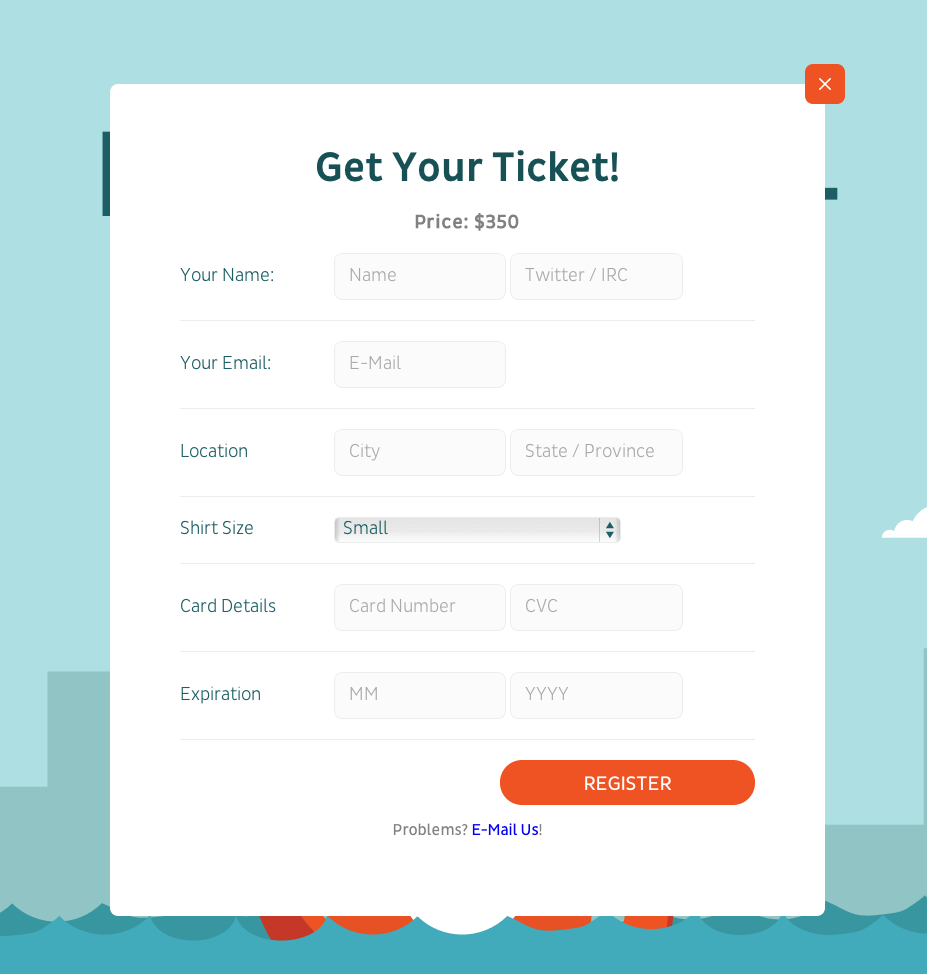 Get Your Ticket!
Price: $350
Your Name: Name Twitter / IRC
Your Email: E-Mail
Location City State / Province
Shirt Size Small
Card Details Card Number CVC
Expiration MM YYYY
REGISTER
Problems? E-Mail Us!